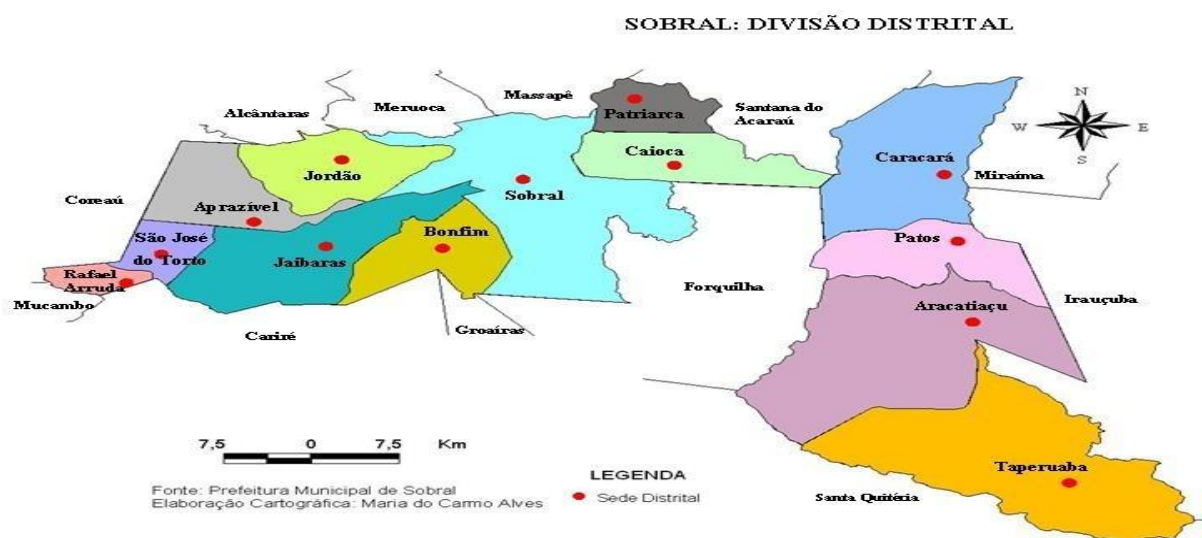 SOBRAL: DIVISÃO DISTRITAL
Massapê
Meruoca
Alcântaras
Santana do
Acaraú
Patriarca
N
W
E
S
Caioca
Caracará
Miraíma
Jordão
Sobral
Coreaú
Aprazível
São José
do Torto
Jaibaras
Bonfim
Patos
Rafael
Arruda
Mucambo
Forquilha
Irauçuba
Cariré
Groaíras
Aracatiaçu
7,5
0
7,5
Km
Taperuaba
Santa Quitéria
LEGENDA
Sede Distrital
Fonte: Prefeitura Municipal de Sobral
Elaboração Cartográfica: Maria do Carmo Alves